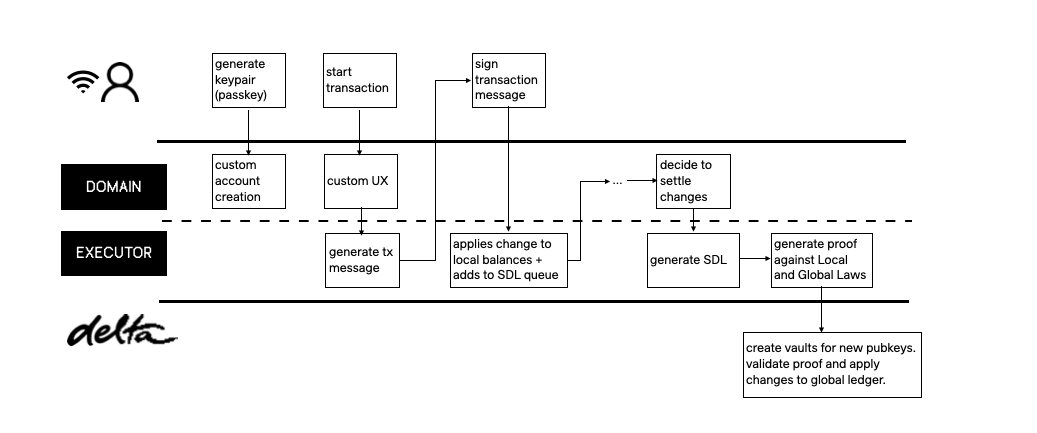 generate
keypair
(passkey)
start
transaction
sign
transaction
message
DOMAIN
custom
account
creation
custom UX
...
decide to
settle
changes
EXECUTOR
generate tx
message
applies change to
local balances +
adds to SDL queue
generate SDL
generate proof
against Local
and Global Laws
delta
create vaults for new pubkeys.
validate proof and apply
changes to global ledger.